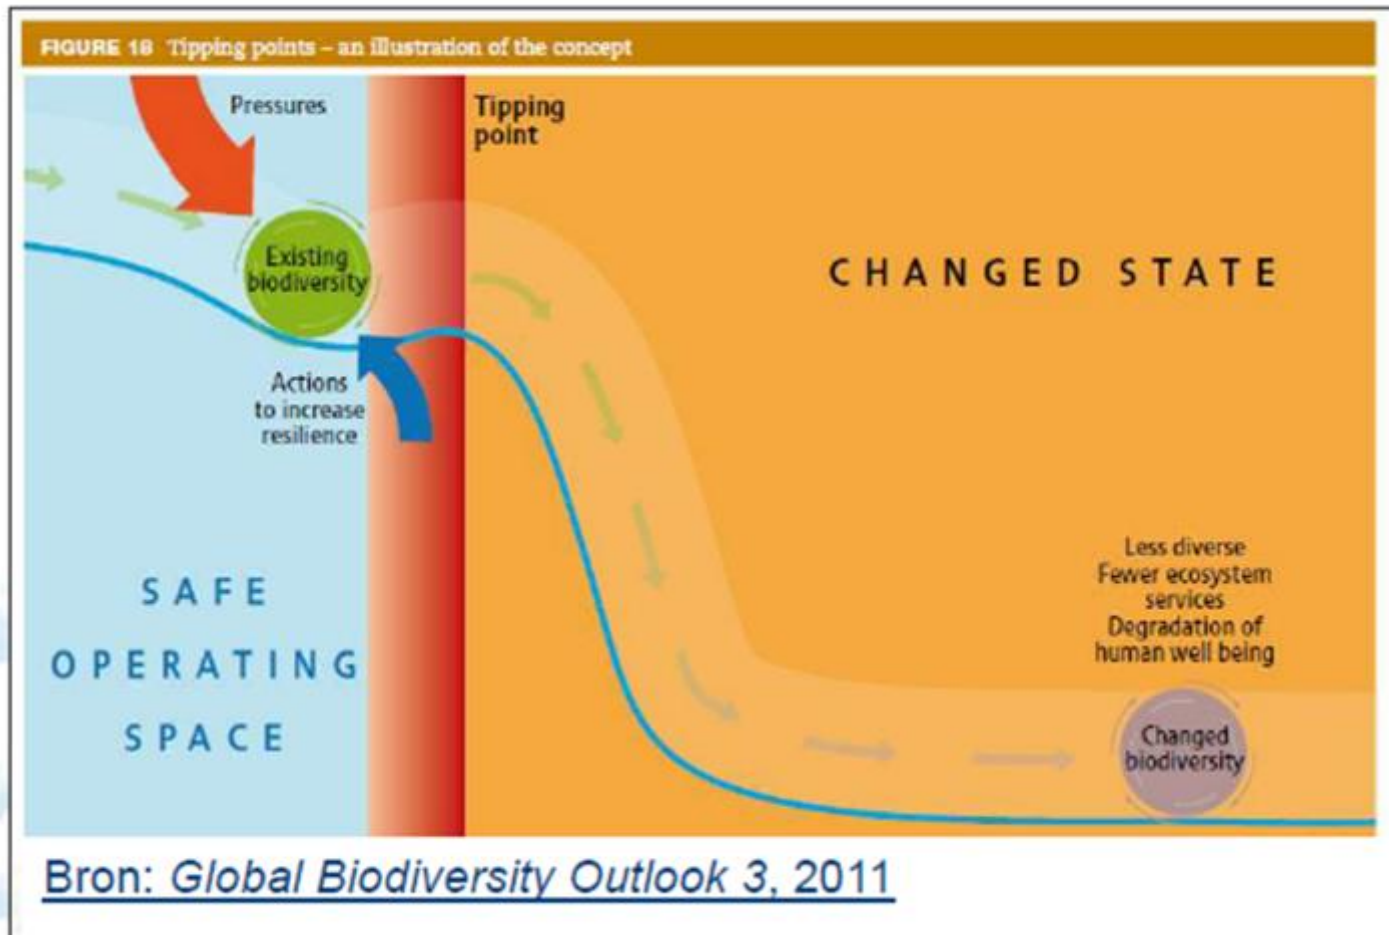 FIGURE 18 Tipping points – an illustration of the concept
Pressures
Tipping
point
Existing
biodiversity
CHANGED STATE
Actions
to increase
resilience
SAFE
OPERATING
SPACE
Less diverse
Fewer ecosystem
services
Degradation of
human well being
Changed
biodiversity
Bron: Global Biodiversity Outlook 3, 2011